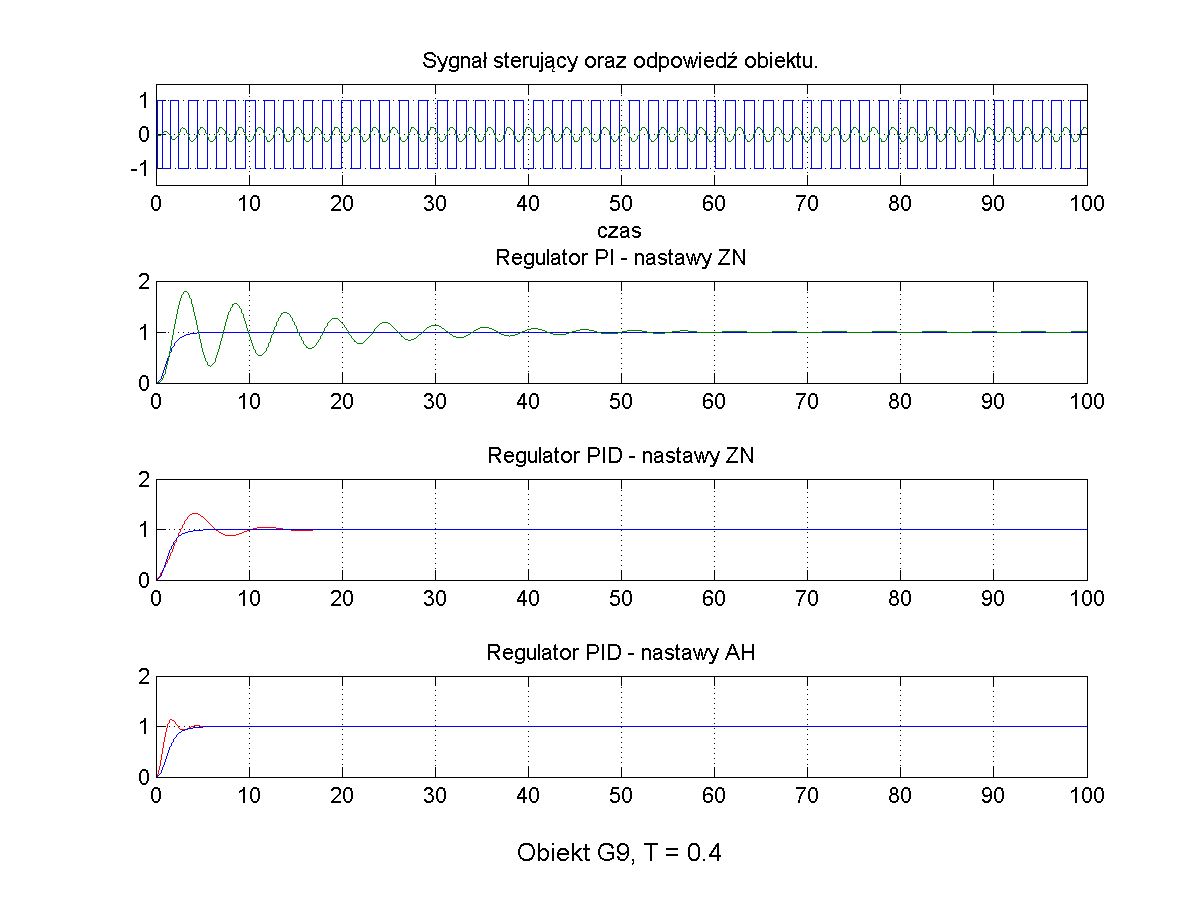 Sygnał sterujący oraz odpowiedź obiektu.
1
0
-1
0 10 20 30 40 50 60 70 80 90 100
czas
Regulator PI - nastawy ZN
2
1
0
0 10 20 30 40 50 60 70 80 90 100
Regulator PID - nastawy ZN
2
1
0
0 10 20 30 40 50 60 70 80 90 100
Regulator PID - nastawy AH
2
1
0
0 10 20 30 40 50 60 70 80 90 100
Obiekt G9, T = 0.4